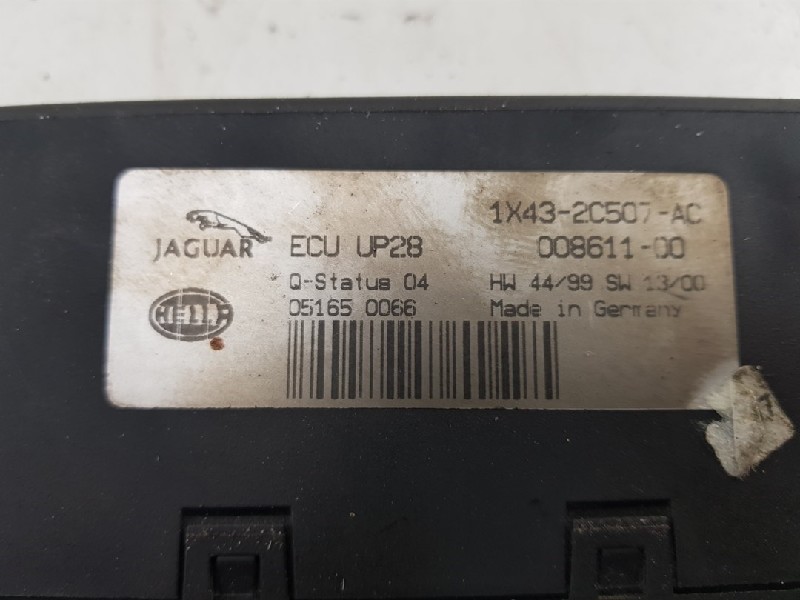 1X43-2C507-AC
JAGUAR ECU UP28 008611-00
Q-Status 04 HW 44/99 SW 13/00
HELLA 05165 0066 Made in Germany